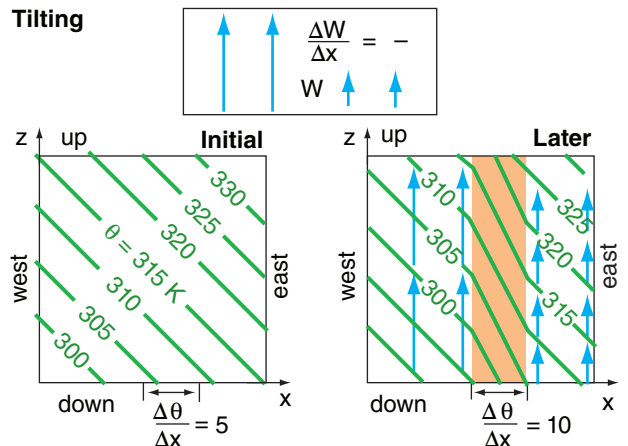 Tilting
ΔW/Δx = –
W
z up Initial
330
325
320
θ = 315 K
310
305
300
west
east
down
x
Δθ/Δx = 5
z up Later
310
305
300
325
320
315
west
east
down
x
Δθ/Δx = 10